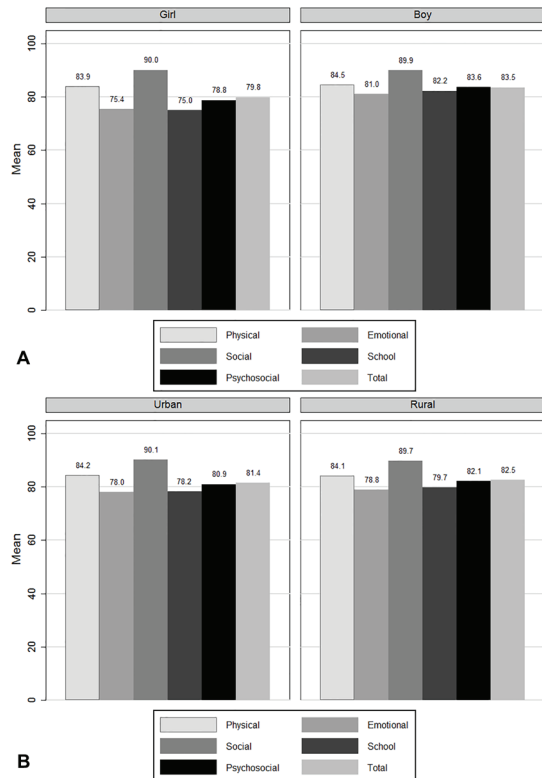 Girl Boy
100
80
60
40
20
0
Mean
83.9 75.4 90.0 75.0 78.8 79.8
84.5 81.0 89.9 82.2 83.6 83.5
Physical Emotional
Social School
Psychosocial Total
A
Urban Rural
100
80
60
40
20
0
Mean
84.2 78.0 90.1 78.2 80.9 81.4
84.1 78.8 89.7 79.7 82.1 82.5
Physical Emotional
Social School
Psychosocial Total
B